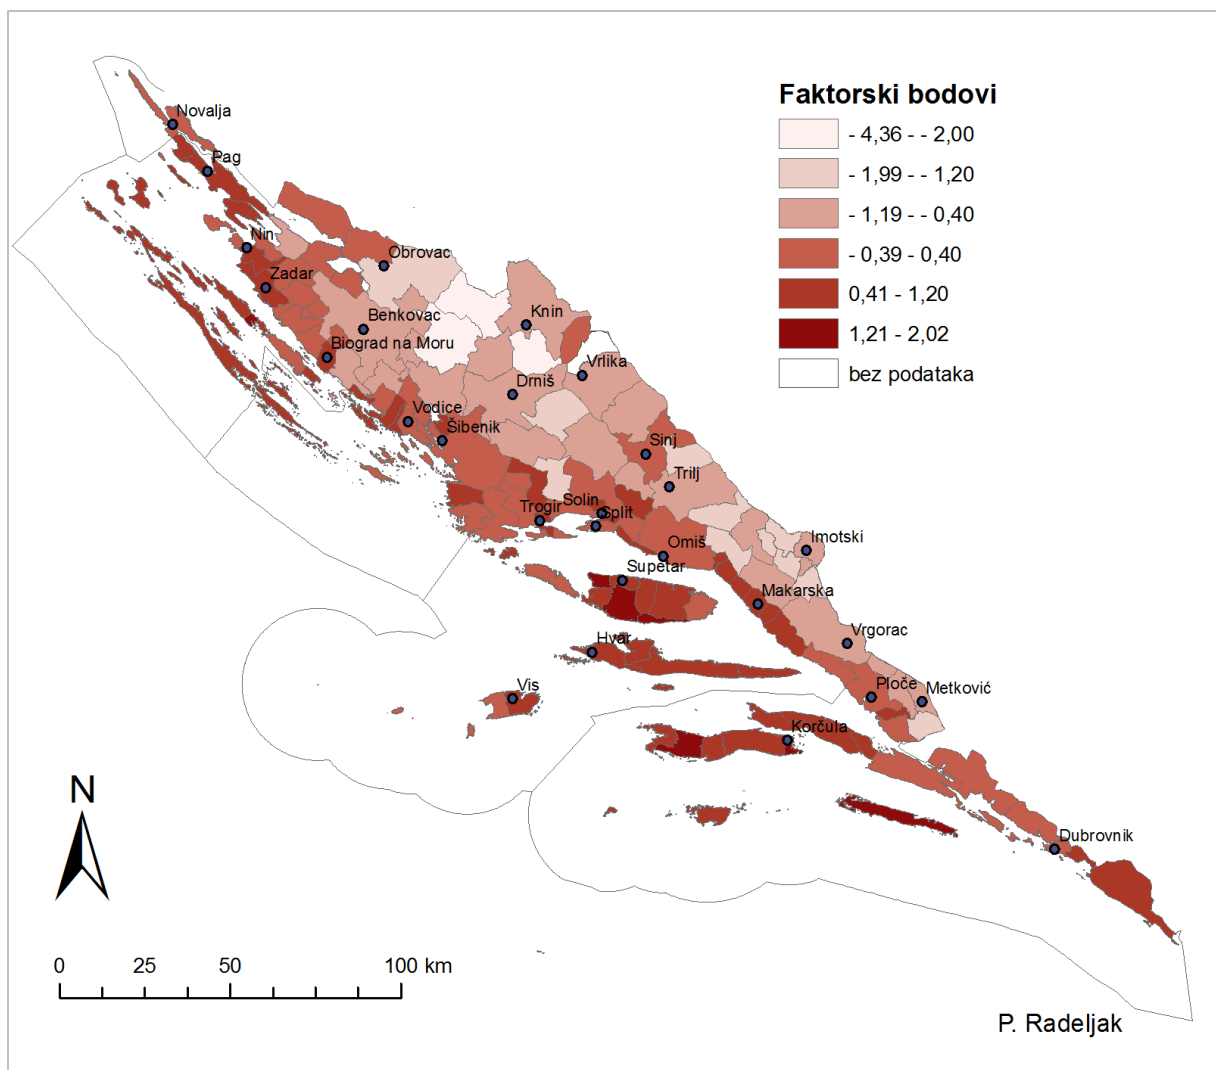 Faktorski bodovi
- 4,36 - - 2,00
- 1,99 - - 1,20
- 1,19 - - 0,40
- 0,39 - 0,40
0,41 - 1,20
1,21 - 2,02
bez podataka
Novalja
Pag
Nin
Obrovac
Zadar
Benkovac
Knin
Biograd na Moru
Vrlika
Drniš
Vodice
Šibenik
Sinj
Trilj
Trogir
Solin
Split
Omiš
Imotski
Supetar
Makarska
Hvar
Vrgorac
Vis
Ploče
Metković
Korčula
Dubrovnik
N
0 25 50 100 km
P. Radeljak